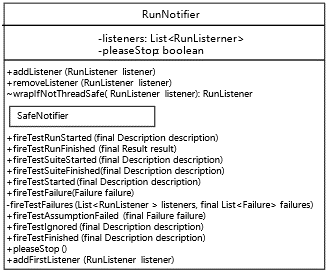 RunNotifier
-listeners: List<RunListerner>
-pleaseStop: boolean
+addListener (RunListener listener)
+removeListener (RunListener listener)
~wrapIfNotThreadSafe( RunListener listener): RunListener
SafeNotifier
+fireTestRunStarted (final Description description)
+fireTestRunFinished (final Result result)
+fireTestSuiteStarted (final Description description)
+fireTestSuiteFinished(final Description description)
+fireTestStarted (final Description description)
+fireTestFailure(Failure failure)
-fireTestFailures (List<RunListener > listeners, final List<Failure> failures)
+fireTestAssumptionFailed (final Failure failure)
+fireTestIgnored (final Description description)
+fireTestFinished (final Description description)
+pleaseStop ()
+addFirstListener (RunListener listener)